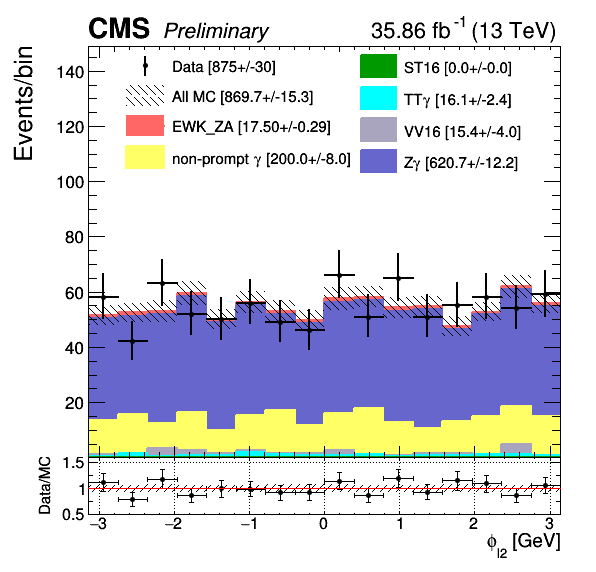 CMS Preliminary 35.86 fb⁻¹ (13 TeV)
Events/bin
Data [875+/-30]
All MC [869.7+/-15.3]
EWK_ZA [17.50+/-0.29]
non-prompt γ [200.0+/-8.0]
ST16 [0.0+/-0.0]
TTγ [16.1+/-2.4]
VV16 [15.4+/-4.0]
Zγ [620.7+/-12.2]
140
120
100
80
60
40
20
Data/MC
1.5
1
0.5
−3 −2 −1 0 1 2 3
ϕl2 [GeV]